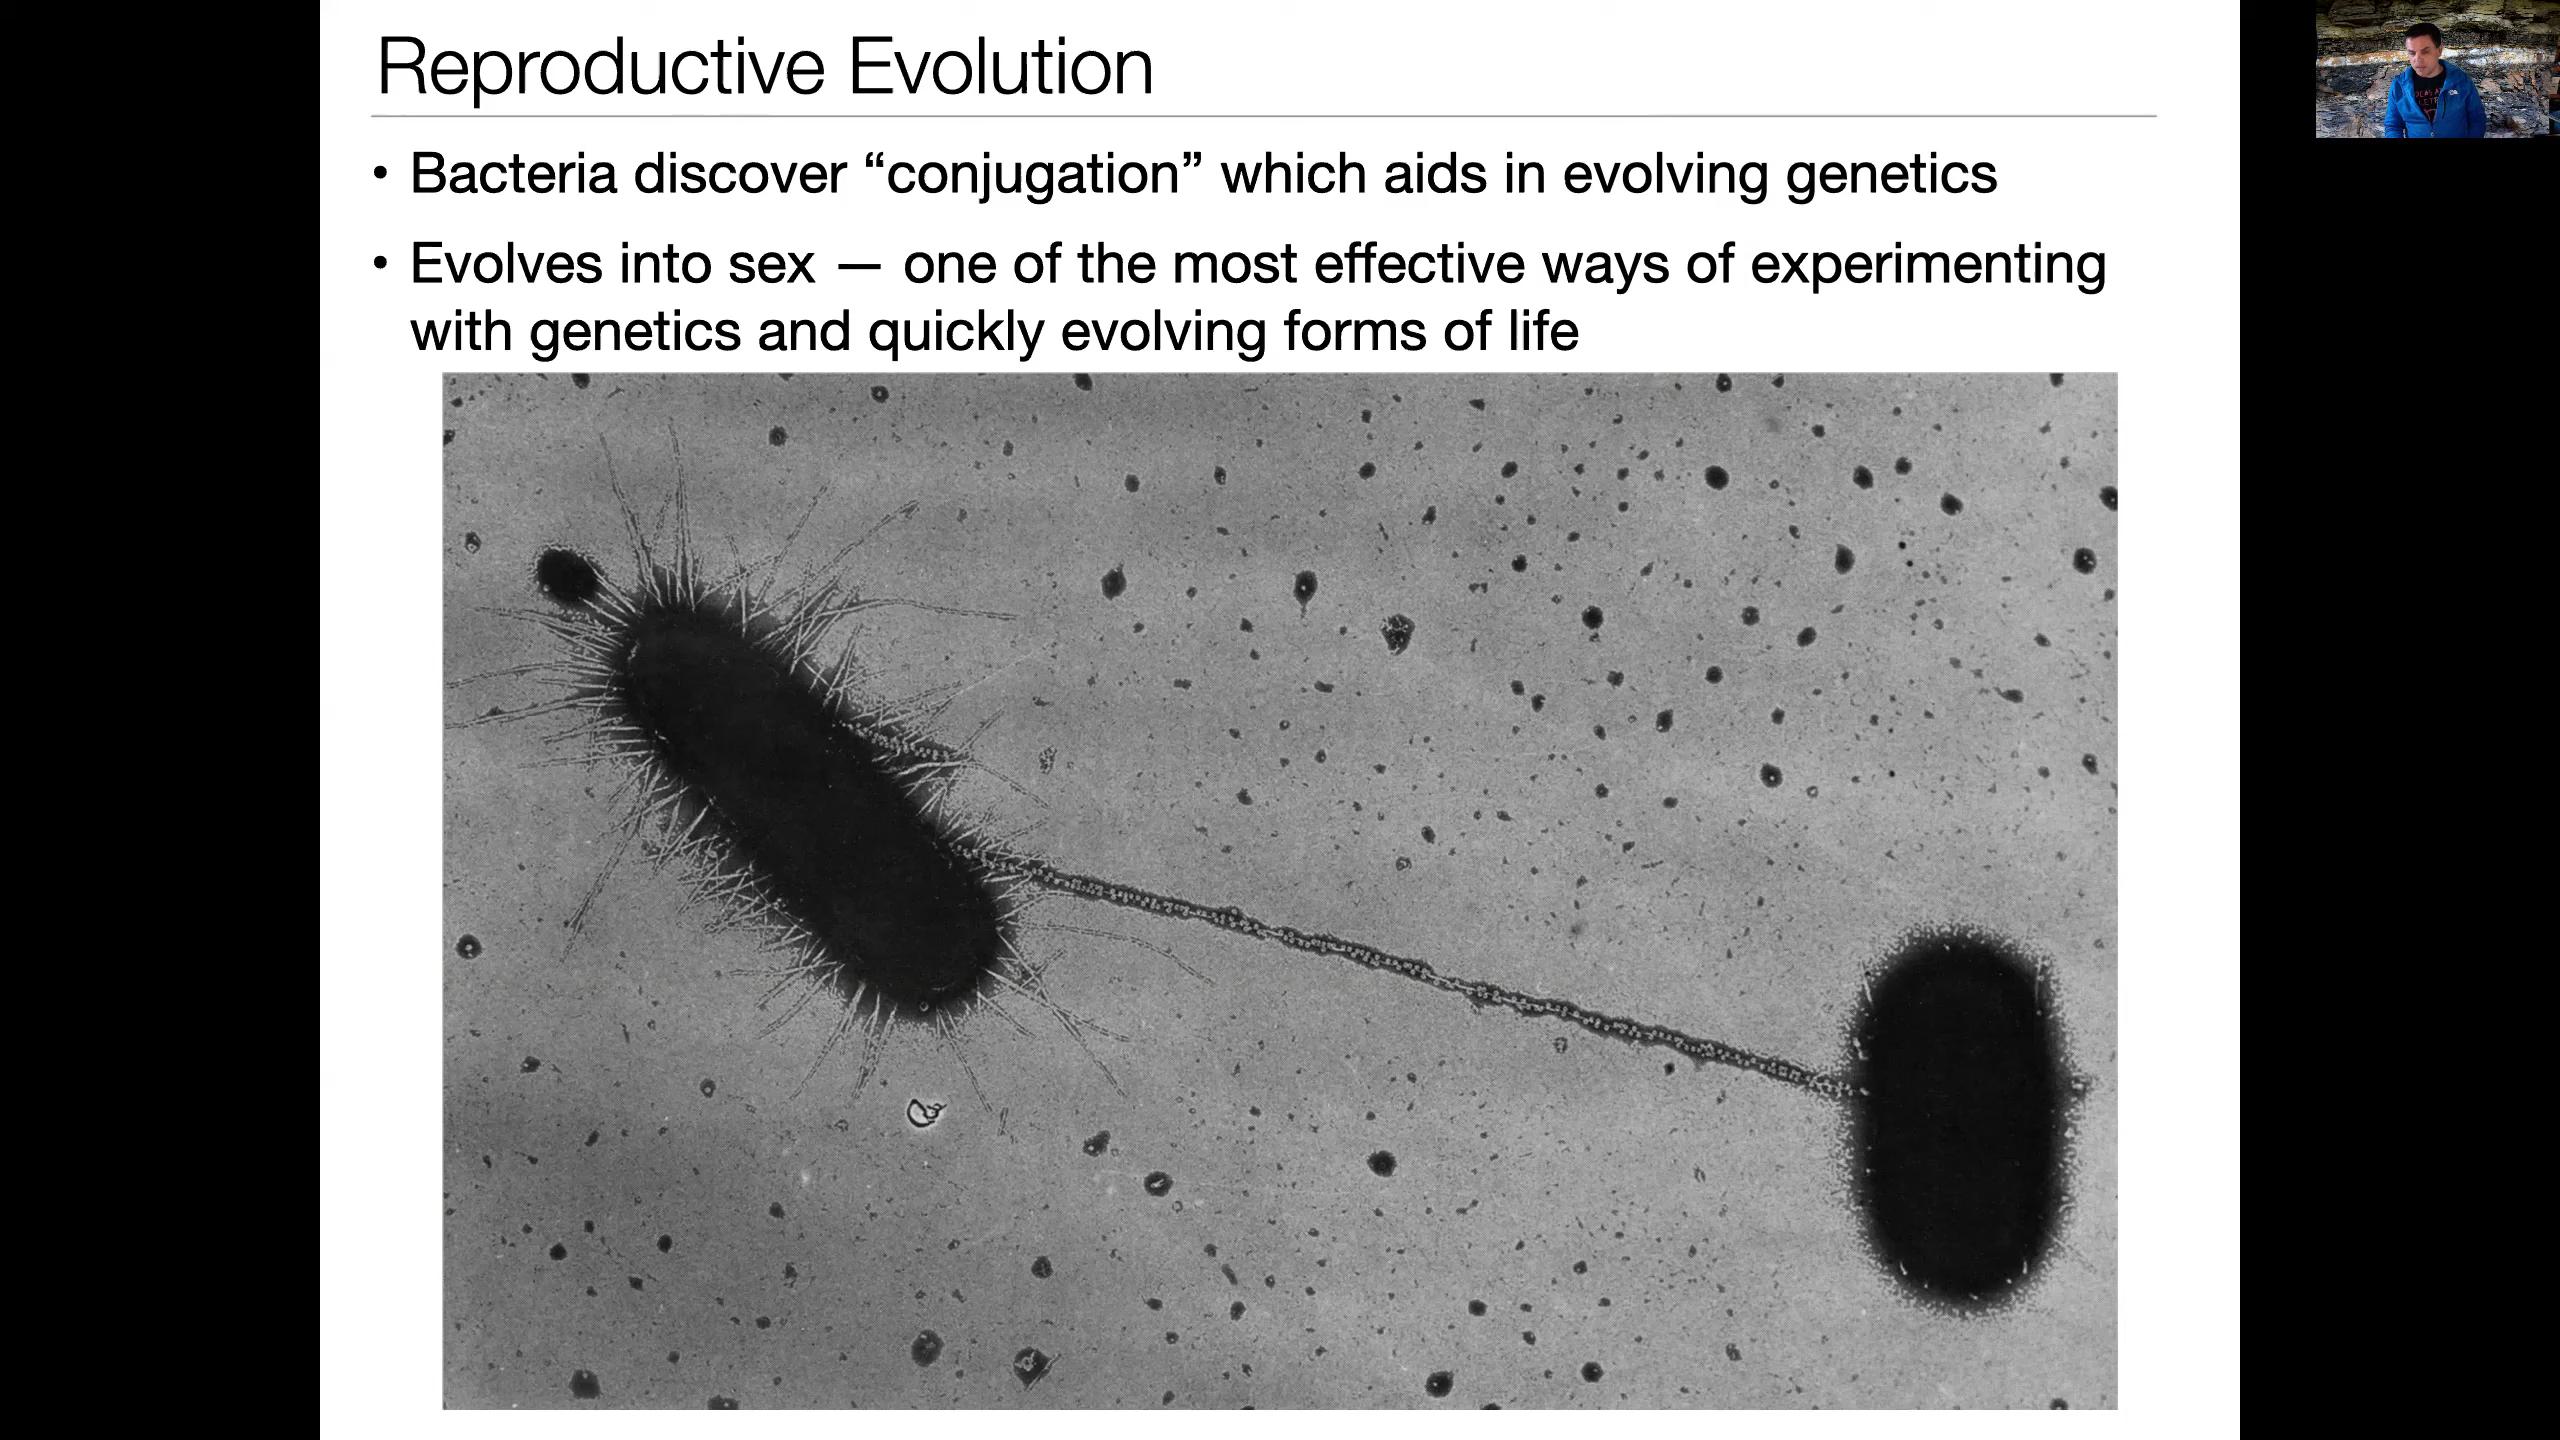 Reproductive Evolution
• Bacteria discover “conjugation” which aids in evolving genetics
• Evolves into sex — one of the most effective ways of experimenting
with genetics and quickly evolving forms of life